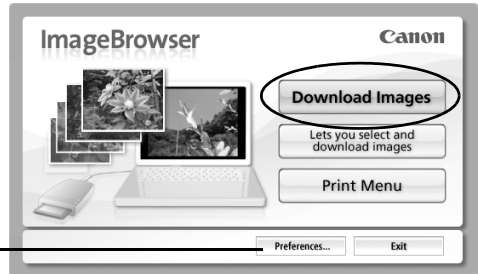 ImageBrowser
Canon
Download Images
Lets you select and
download images
Print Menu
Preferences...
Exit